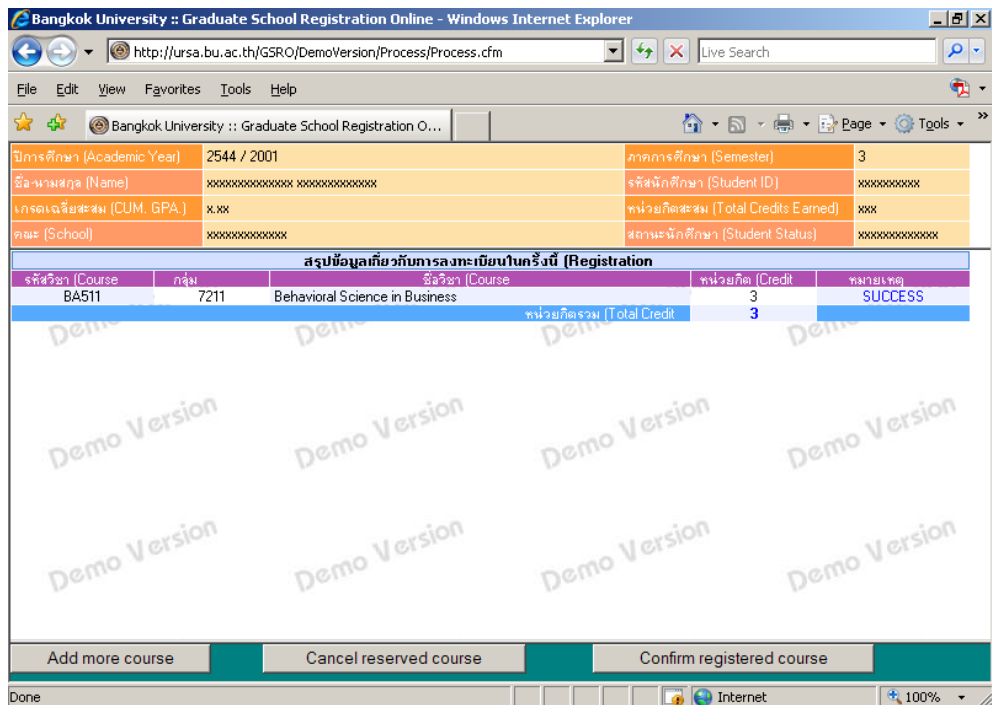 Bangkok University :: Graduate School Registration Online - Windows Internet Explorer
http://ursa.bu.ac.th/GSRO/DemoVersion/Process/Process.cfm Live Search
File Edit View Favorites Tools Help
Bangkok University :: Graduate School Registration O... Page Tools »
ปีการศึกษา (Academic Year) 2544 / 2001 ภาคการศึกษา (Semester) 3
ชื่อ-นามสกุล (Name) xxxxxxxxxxxxxx xxxxxxxxxxxxx รหัสนักศึกษา (Student ID) xxxxxxxxxx
เกรดเฉลี่ยสะสม (CUM. GPA.) x.xx หน่วยกิตสะสม (Total Credits Earned) xxx
คณะ (School) xxxxxxxxxxxxx สถานะนักศึกษา (Student Status) xxxxxxxxxxxxx
สรุปข้อมูลเกี่ยวกับการลงทะเบียนในครั้งนี้ (Registration
รหัสวิชา (Course กลุ่ม ชื่อวิชา (Course หน่วยกิต (Credit หมายเหตุ
BA511 7211 Behavioral Science in Business 3 SUCCESS
หน่วยกิตรวม (Total Credit 3
Demo Demo Demo Demo
Demo Version Demo Version Demo Version Demo Version
Demo Version Demo Version Demo Version Demo Version
Add more course Cancel reserved course Confirm registered course
Done Internet 100%